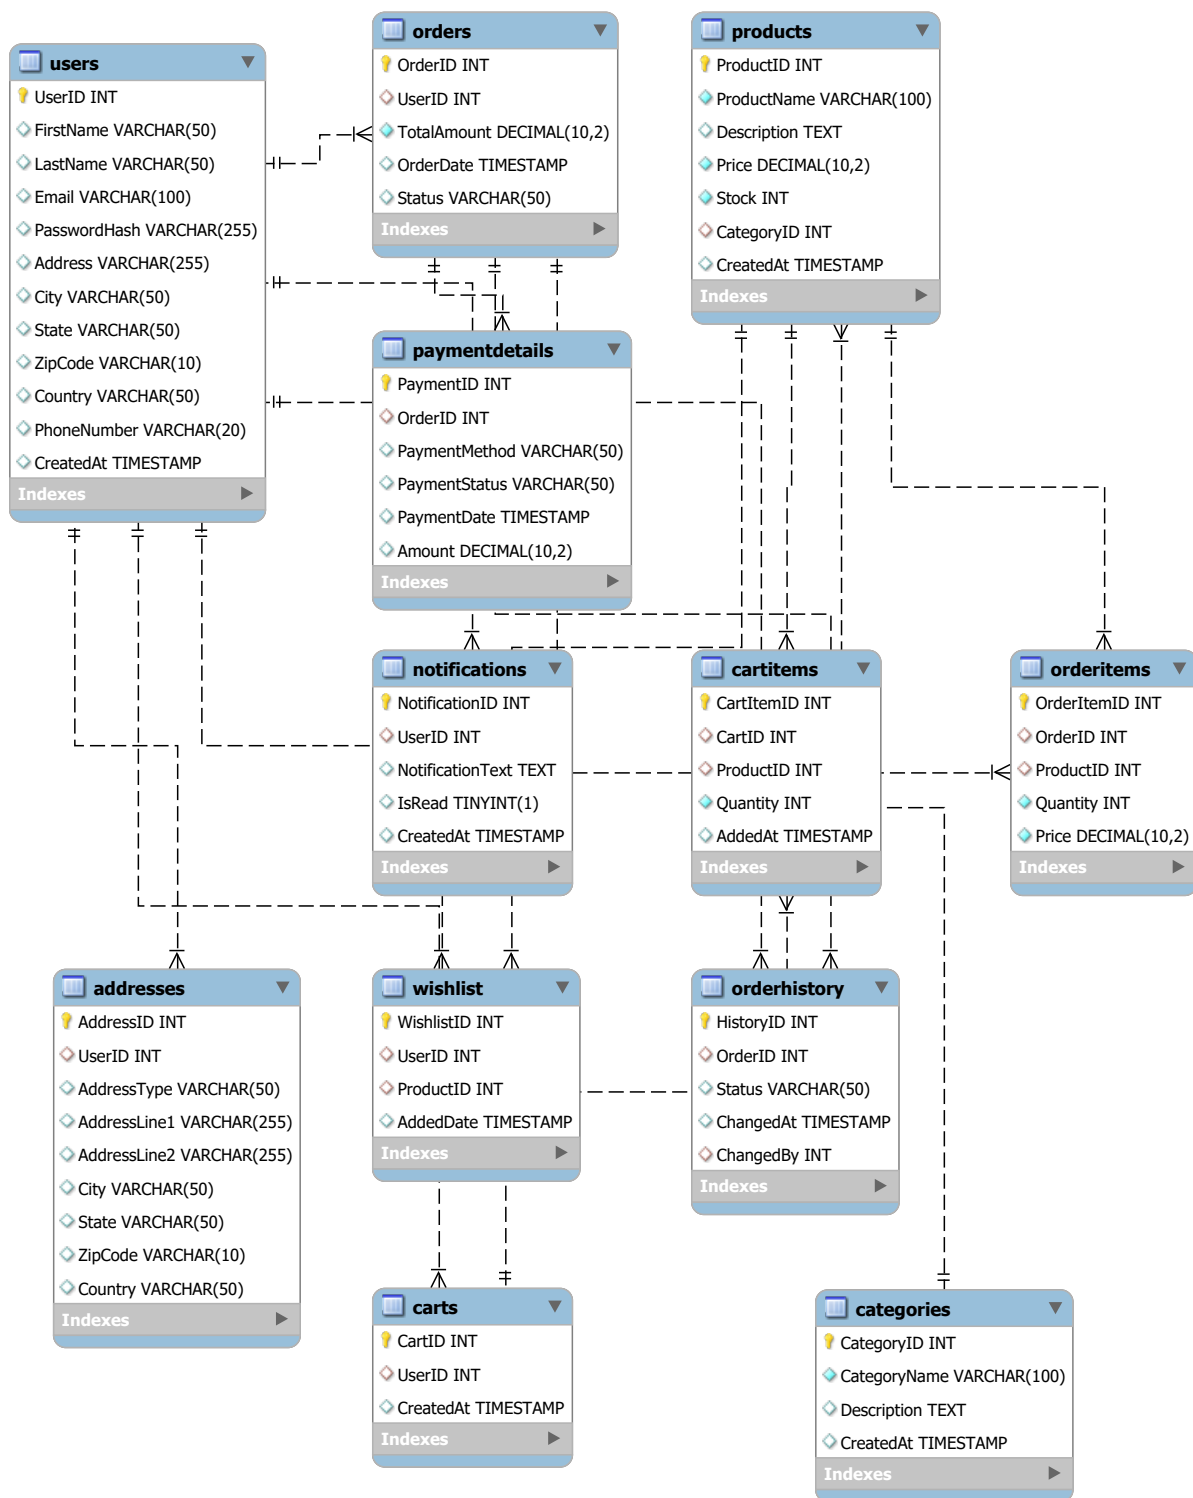 users
UserID INT
FirstName VARCHAR(50)
LastName VARCHAR(50)
Email VARCHAR(100)
PasswordHash VARCHAR(255)
Address VARCHAR(255)
City VARCHAR(50)
State VARCHAR(50)
ZipCode VARCHAR(10)
Country VARCHAR(50)
PhoneNumber VARCHAR(20)
CreatedAt TIMESTAMP
Indexes
orders
OrderID INT
UserID INT
TotalAmount DECIMAL(10,2)
OrderDate TIMESTAMP
Status VARCHAR(50)
Indexes
products
ProductID INT
ProductName VARCHAR(100)
Description TEXT
Price DECIMAL(10,2)
Stock INT
CategoryID INT
CreatedAt TIMESTAMP
Indexes
paymentdetails
PaymentID INT
OrderID INT
PaymentMethod VARCHAR(50)
PaymentStatus VARCHAR(50)
PaymentDate TIMESTAMP
Amount DECIMAL(10,2)
Indexes
notifications
NotificationID INT
UserID INT
NotificationText TEXT
IsRead TINYINT(1)
CreatedAt TIMESTAMP
Indexes
cartitems
CartItemID INT
CartID INT
ProductID INT
Quantity INT
AddedAt TIMESTAMP
Indexes
orderitems
OrderItemID INT
OrderID INT
ProductID INT
Quantity INT
Price DECIMAL(10,2)
Indexes
addresses
AddressID INT
UserID INT
AddressType VARCHAR(50)
AddressLine1 VARCHAR(255)
AddressLine2 VARCHAR(255)
City VARCHAR(50)
State VARCHAR(50)
ZipCode VARCHAR(10)
Country VARCHAR(50)
Indexes
wishlist
WishlistID INT
UserID INT
ProductID INT
AddedDate TIMESTAMP
Indexes
orderhistory
HistoryID INT
OrderID INT
Status VARCHAR(50)
ChangedAt TIMESTAMP
ChangedBy INT
Indexes
carts
CartID INT
UserID INT
CreatedAt TIMESTAMP
Indexes
categories
CategoryID INT
CategoryName VARCHAR(100)
Description TEXT
CreatedAt TIMESTAMP
Indexes